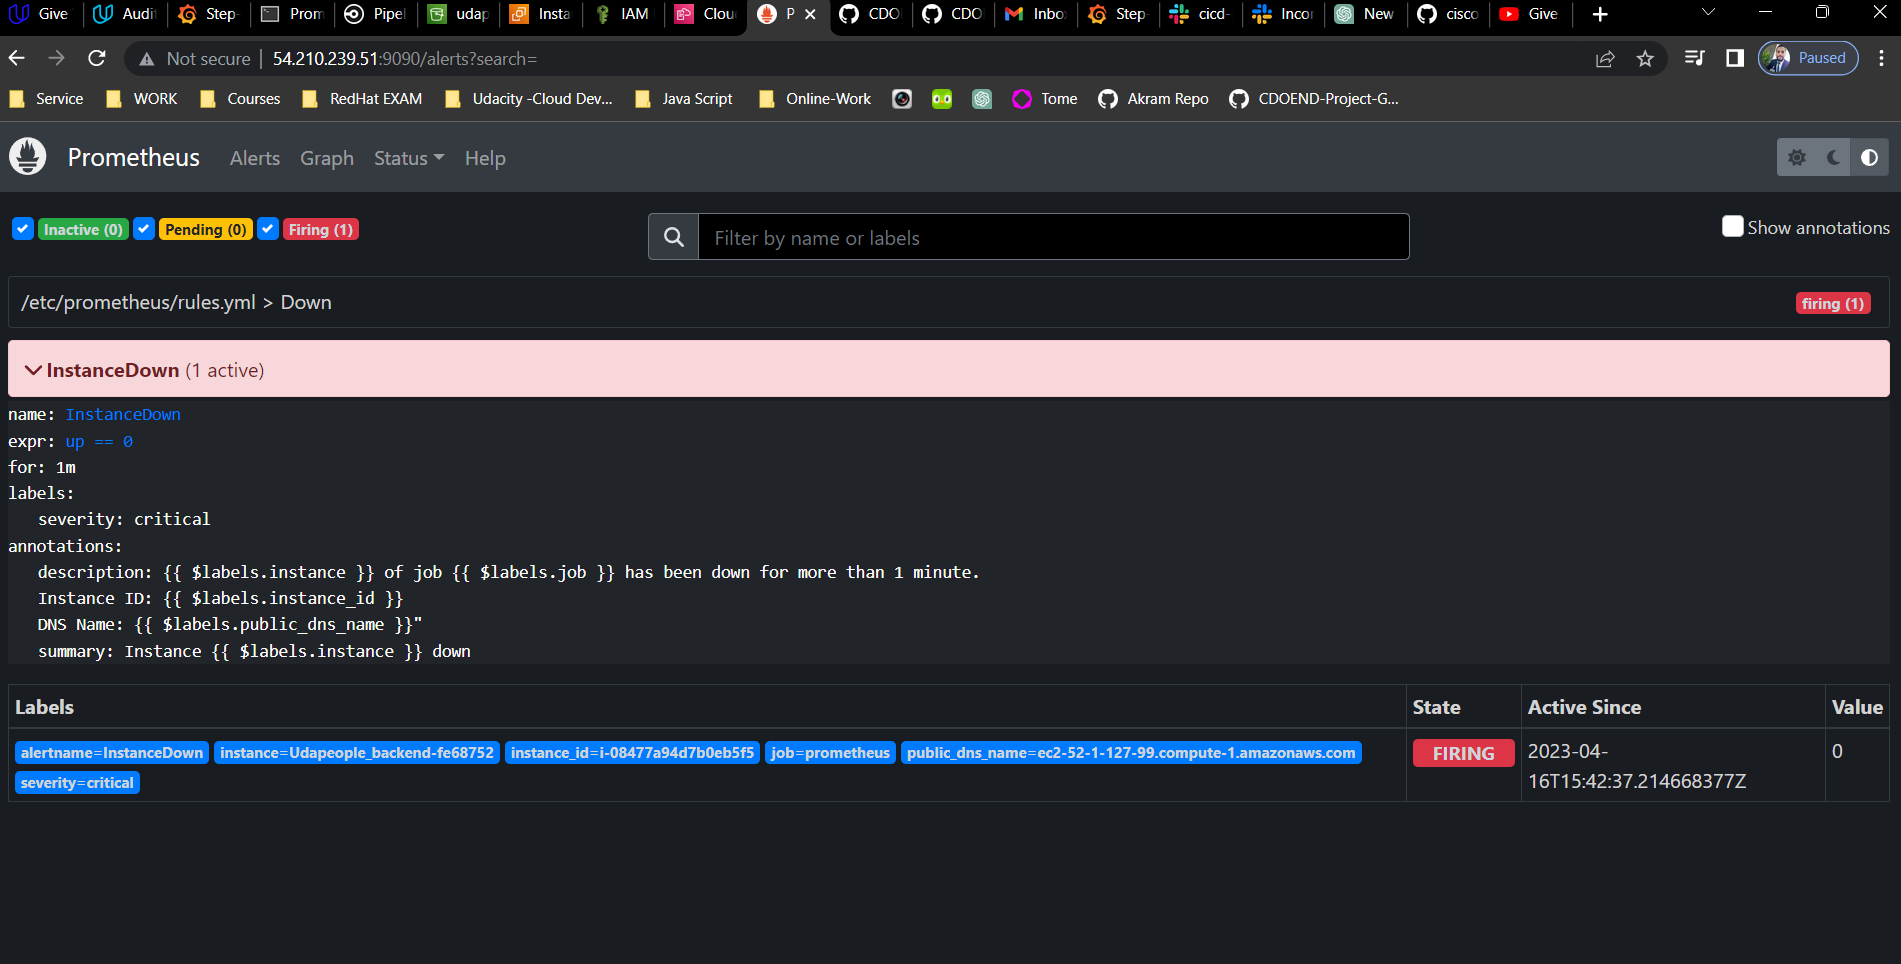 Give Audi Step- Prom Pipel udap Insta IAM Clou P CDO CDO Inbo Step- cicd- Incor New cisco Give
Not secure 54.210.239.51:9090/alerts?search= Paused
Service WORK Courses RedHat EXAM Udacity -Cloud Dev... Java Script Online-Work Tome Akram Repo CDOEND-Project-G...
Prometheus Alerts Graph Status Help
Inactive (0) Pending (0) Firing (1) Filter by name or labels Show annotations
/etc/prometheus/rules.yml > Down firing (1)
InstanceDown (1 active)
name: InstanceDown
expr: up == 0
for: 1m
labels:
severity: critical
annotations:
description: {{ $labels.instance }} of job {{ $labels.job }} has been down for more than 1 minute.
Instance ID: {{ $labels.instance_id }}
DNS Name: {{ $labels.public_dns_name }}"
summary: Instance {{ $labels.instance }} down
Labels State Active Since Value
alertname=InstanceDown instance=Udapeople_backend-fe68752 instance_id=i-08477a94d7b0eb5f5 job=prometheus public_dns_name=ec2-52-1-127-99.compute-1.amazonaws.com FIRING 2023-04- 0
severity=critical 16T15:42:37.214668377Z